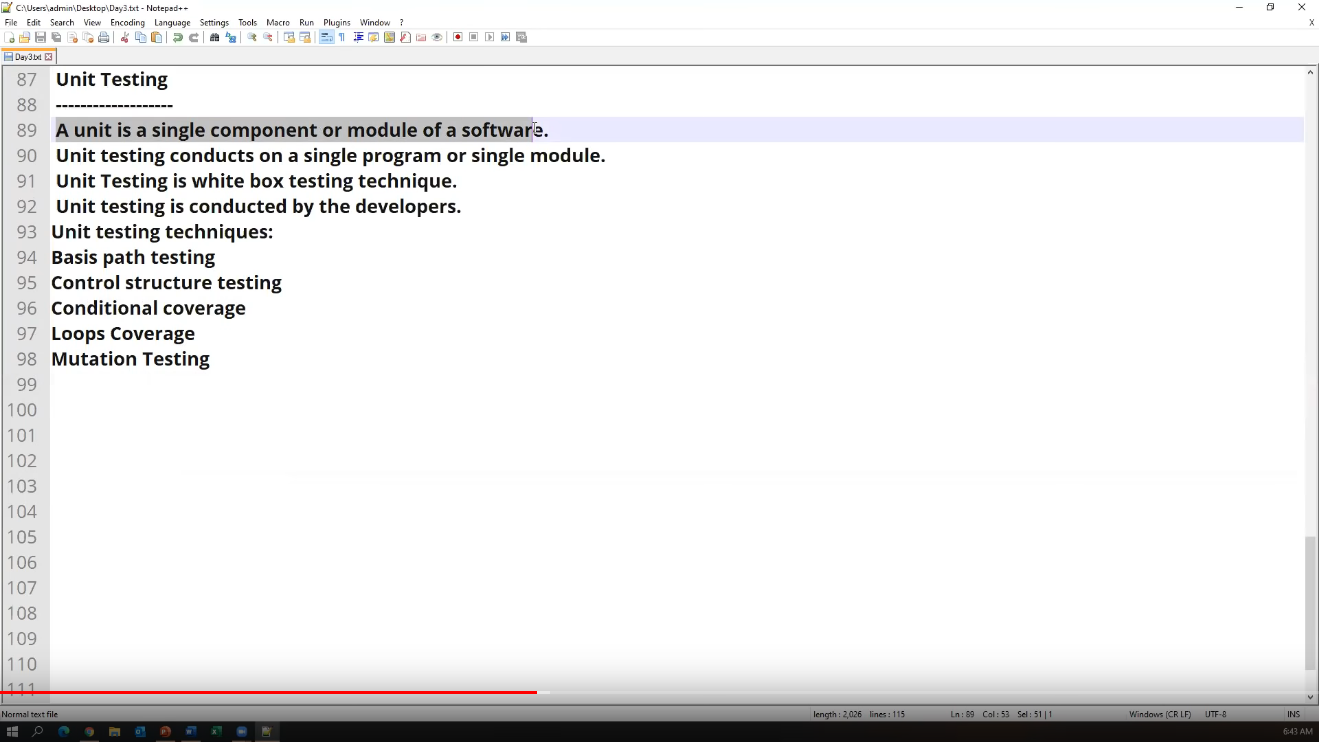 C:\Users\admin\Desktop\Day3.txt - Notepad++
File Edit Search View Encoding Language Settings Tools Macro Run Plugins Window ? X
Day3.txt
87 Unit Testing
88 -------------------
89 A unit is a single component or module of a software.
90 Unit testing conducts on a single program or single module.
91 Unit Testing is white box testing technique.
92 Unit testing is conducted by the developers.
93 Unit testing techniques:
94 Basis path testing
95 Control structure testing
96 Conditional coverage
97 Loops Coverage
98 Mutation Testing
99
100
101
102
103
104
105
106
107
108
109
110
111
Normal text file length : 2,026 lines : 115 Ln : 89 Col : 53 Sel : 51 | 1 Windows (CR LF) UTF-8 INS
6:43 AM